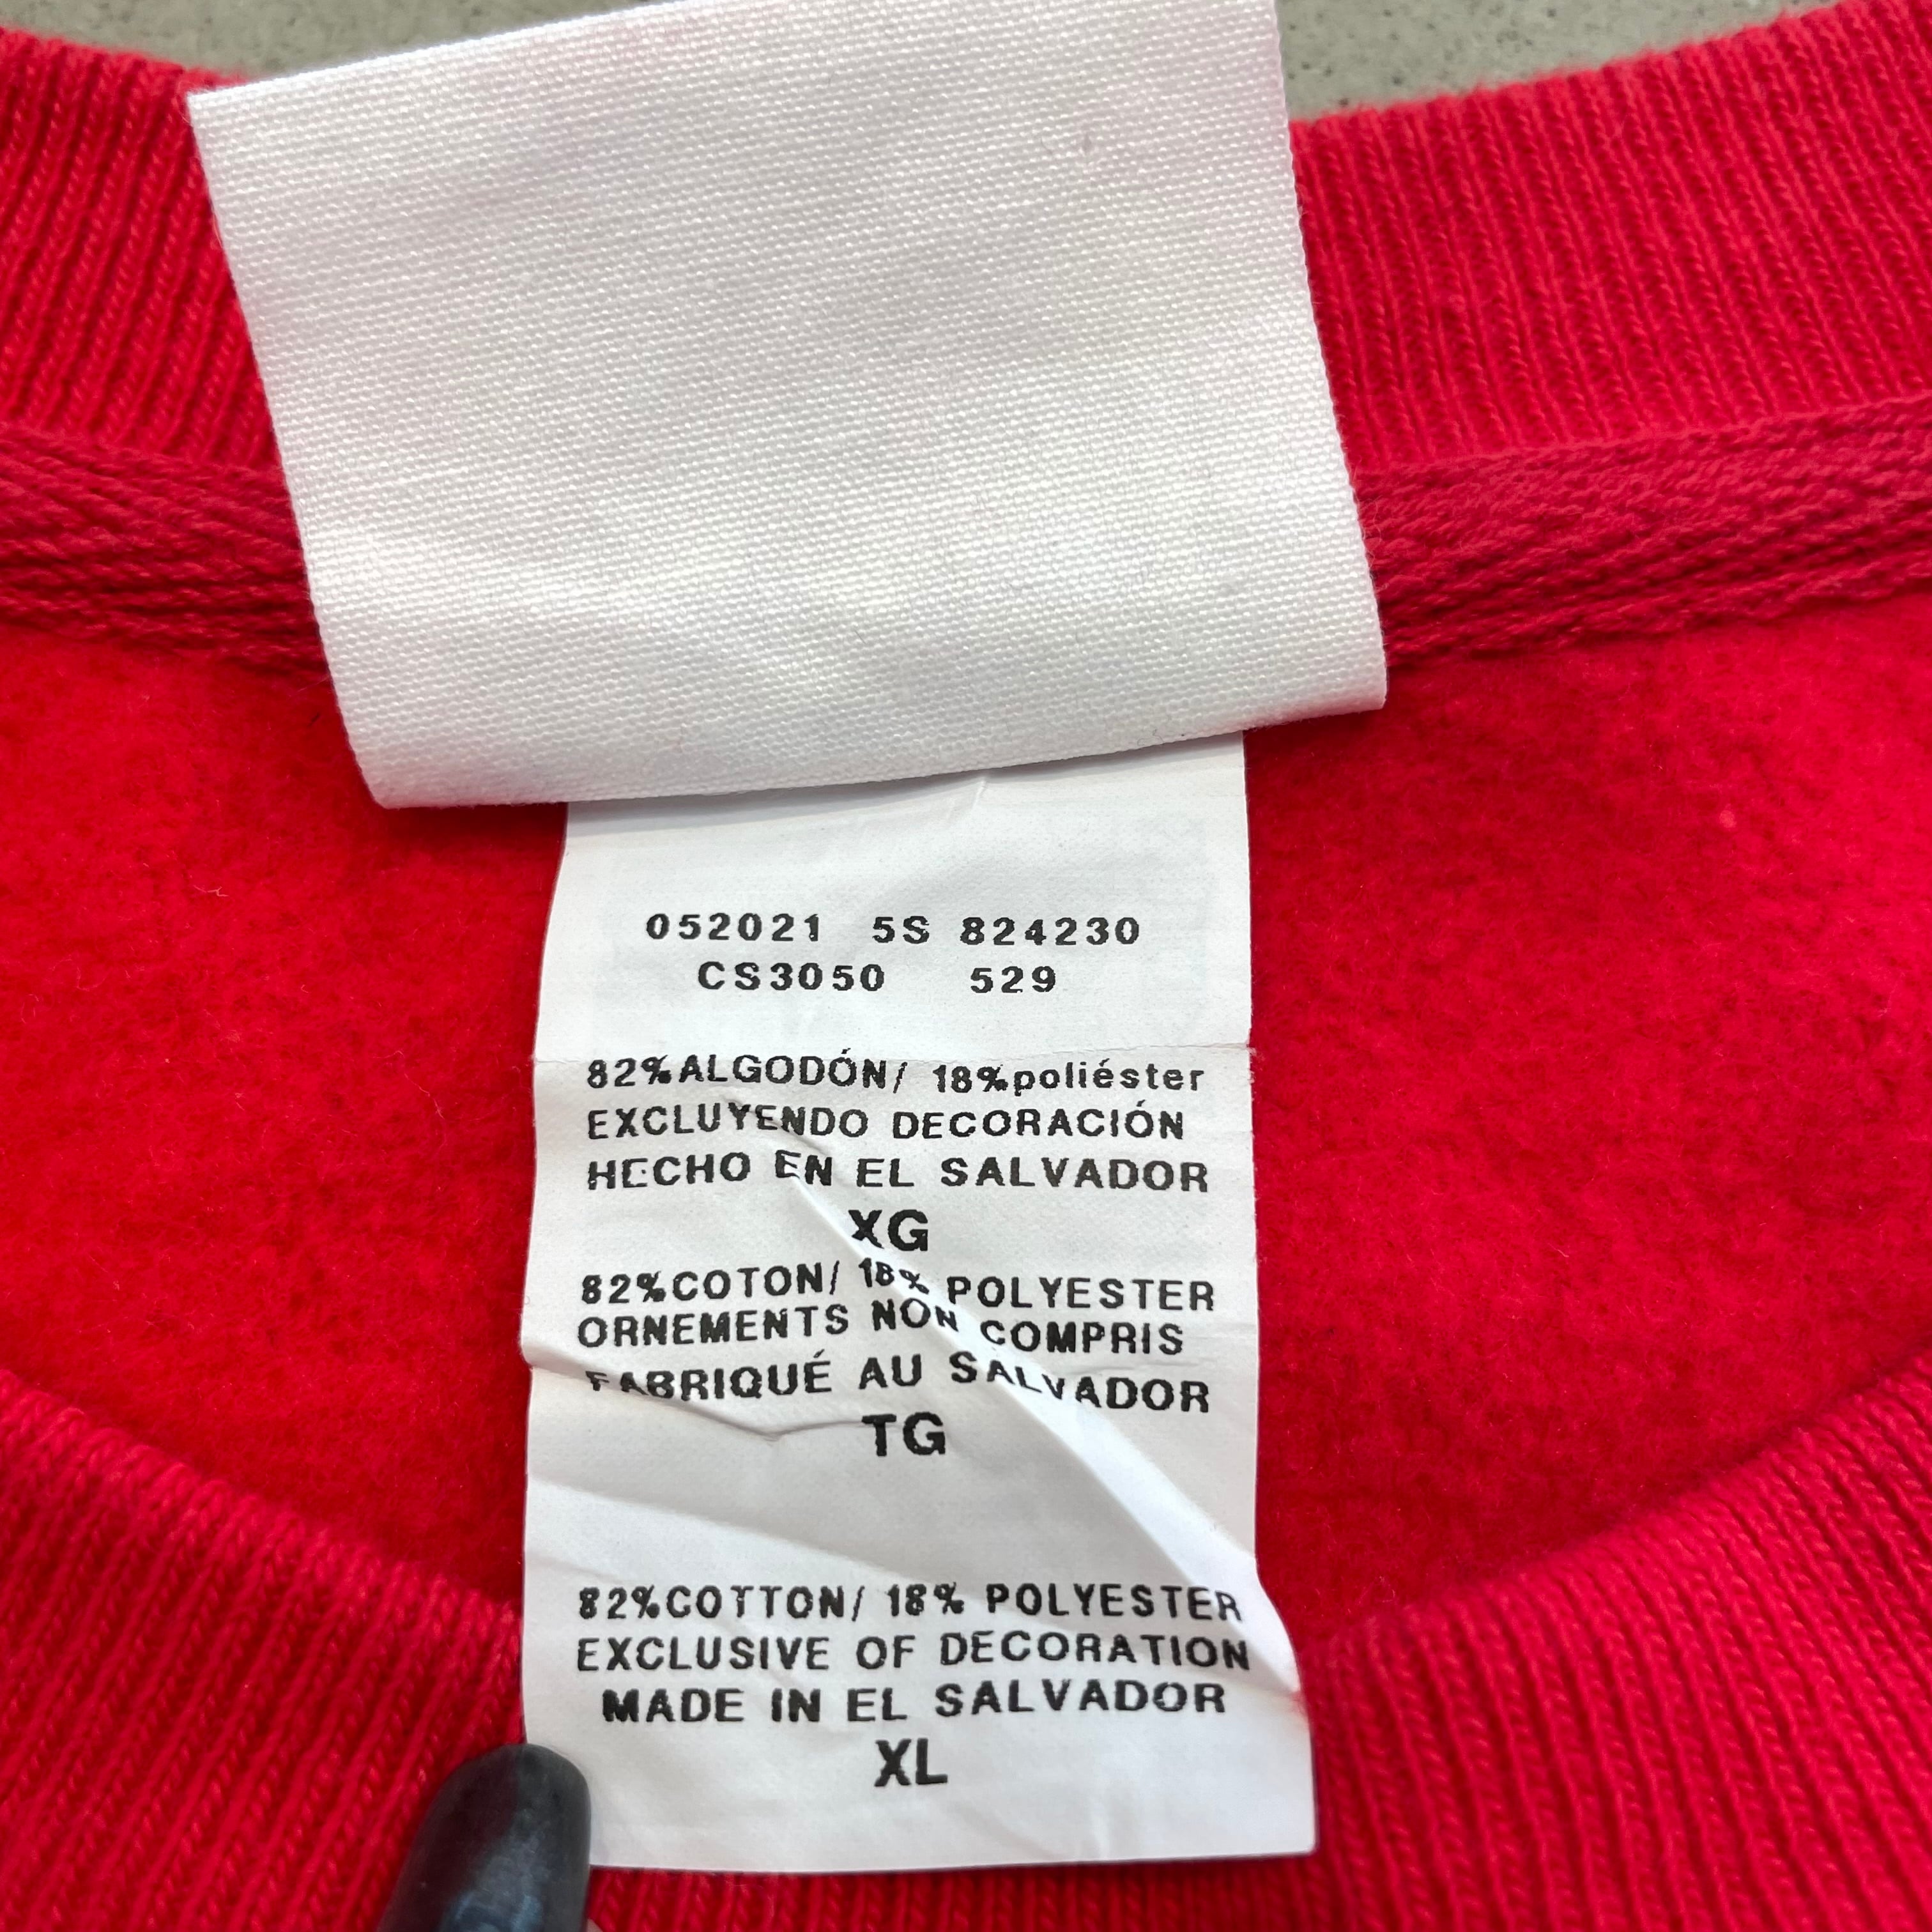 052021 5S 824230
CS3050 529
82%ALGODÓN/ 18%poliéster
EXCLUYENDO DECORACIÓN
HECHO EN EL SALVADOR
XG
82%COTON/ 18% POLYESTER
ORNEMENTS NON COMPRIS
FABRIQUÉ AU SALVADOR
TG
82%COTTON/ 18% POLYESTER
EXCLUSIVE OF DECORATION
MADE IN EL SALVADOR
XL